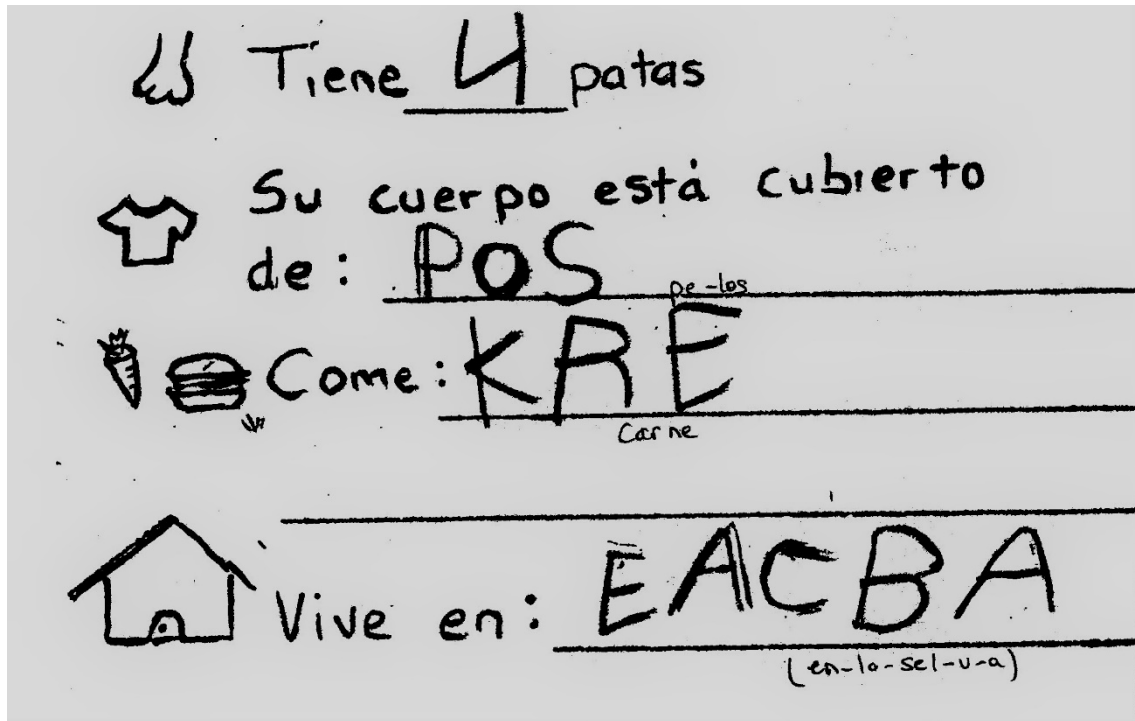 Tiene 4 patas
Su cuerpo está cubierto
de: POS
pe-los
Come: KRE
Carne
Vive en: EACBA
(en-la-sel-v-a)